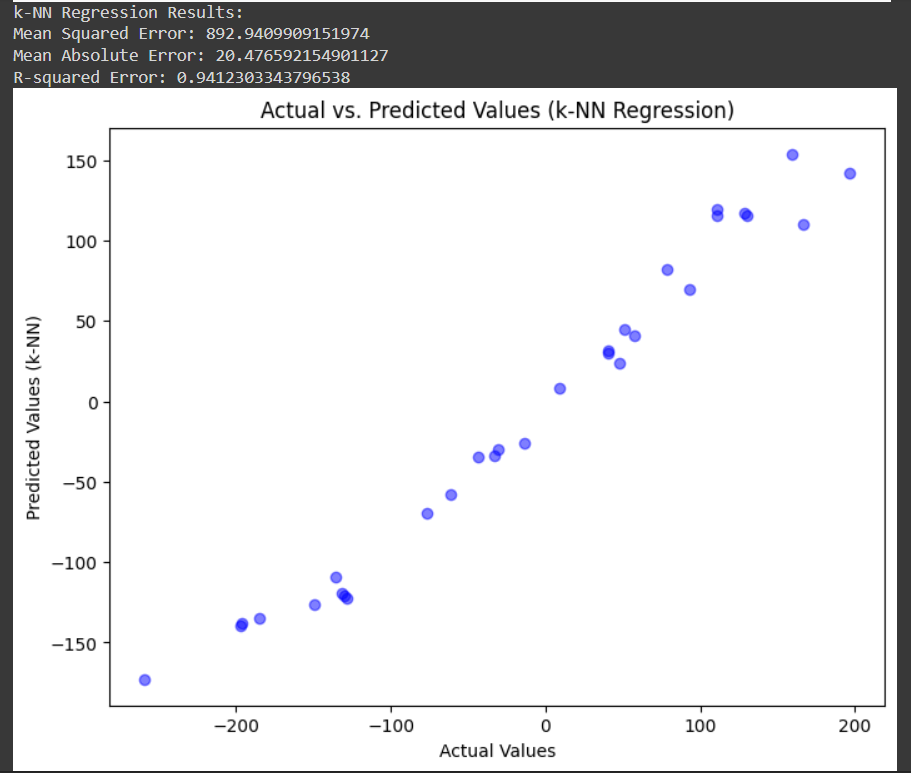 k-NN Regression Results:
Mean Squared Error: 892.9409909151974
Mean Absolute Error: 20.476592154901127
R-squared Error: 0.9412303343796538
Actual vs. Predicted Values (k-NN Regression)
150
100
50
0
−50
−100
−150
Predicted Values (k-NN)
−200
−100
0
100
200
Actual Values